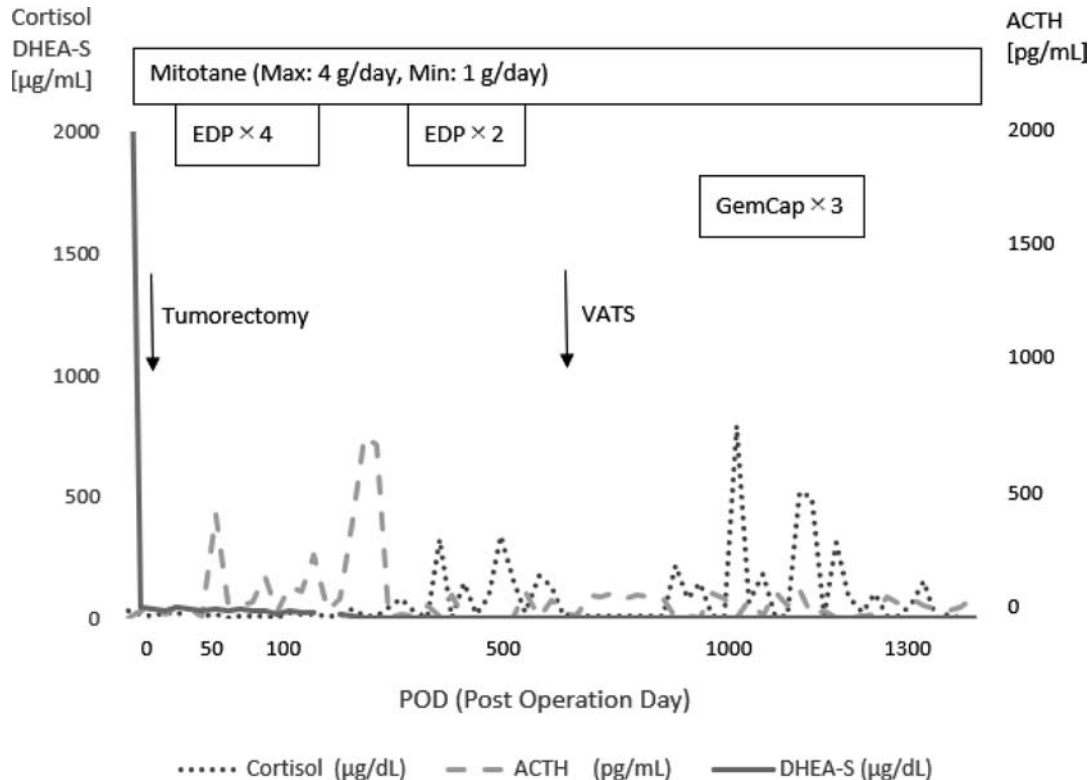 Cortisol
DHEA-S
[µg/mL]
ACTH
[pg/mL]
Mitotane (Max: 4 g/day, Min: 1 g/day)
EDP × 4
EDP × 2
GemCap × 3
Tumorectomy
VATS
2000
1500
1000
500
0
2000
1500
1000
500
0
0 50 100 500 1000 1300
POD (Post Operation Day)
Cortisol (µg/dL) ACTH (pg/mL) DHEA-S (µg/dL)